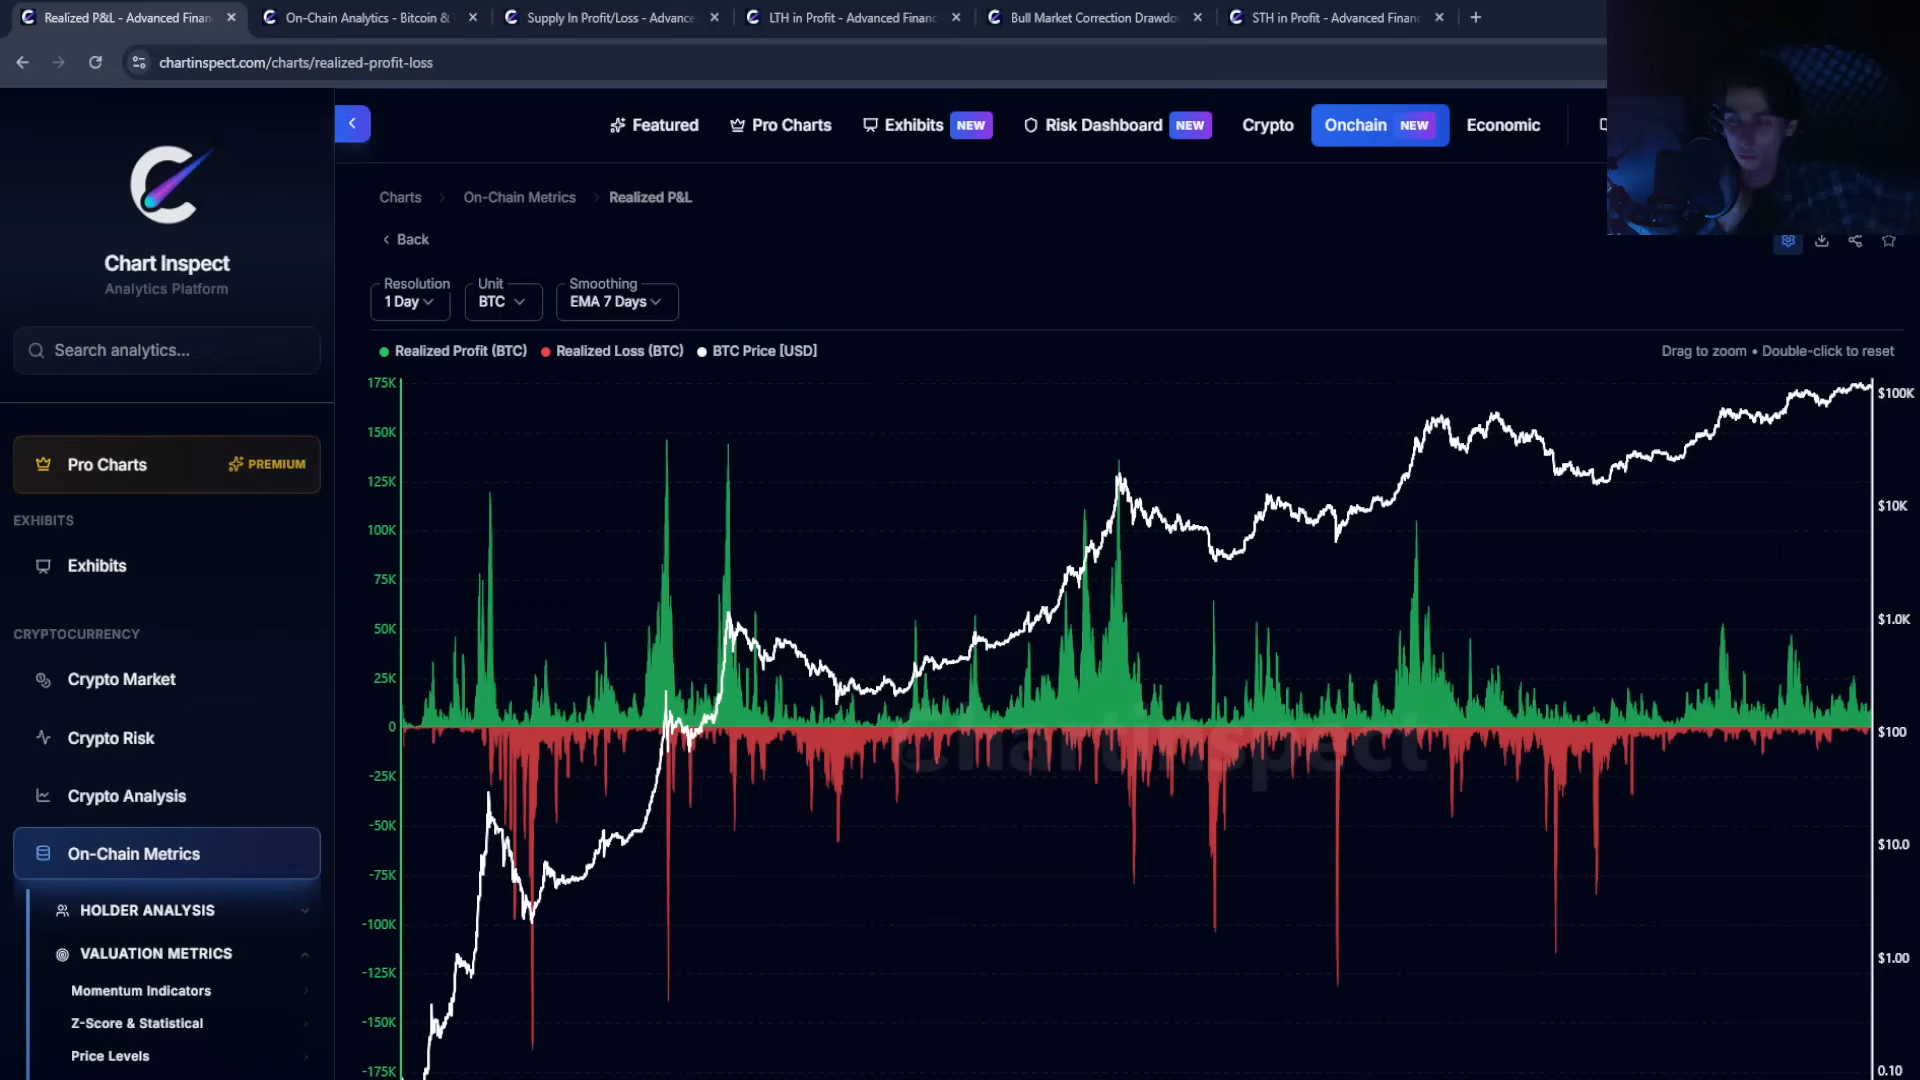 Realized P&L - Advanced Finan
On-Chain Analytics - Bitcoin &
Supply In Profit/Loss - Advance
LTH in Profit - Advanced Financ
Bull Market Correction Drawdo
STH in Profit - Advanced Financ
chartinspect.com/charts/realized-profit-loss
Featured
Pro Charts
Exhibits NEW
Risk Dashboard NEW
Crypto
Onchain NEW
Economic
Chart Inspect
Analytics Platform
Search analytics...
Pro Charts PREMIUM
EXHIBITS
Exhibits
CRYPTOCURRENCY
Crypto Market
Crypto Risk
Crypto Analysis
On-Chain Metrics
HOLDER ANALYSIS
VALUATION METRICS
Momentum Indicators
Z-Score & Statistical
Price Levels
Charts > On-Chain Metrics > Realized P&L
Back
Resolution
1 Day
Unit
BTC
Smoothing
EMA 7 Days
Realized Profit (BTC)
Realized Loss (BTC)
BTC Price [USD]
Drag to zoom • Double-click to reset
175K
150K
125K
100K
75K
50K
25K
0
-25K
-50K
-75K
-100K
-125K
-150K
-175K
$100K
$10K
$1.0K
$100
$10.0
$1.00
0.10
Chartinspect